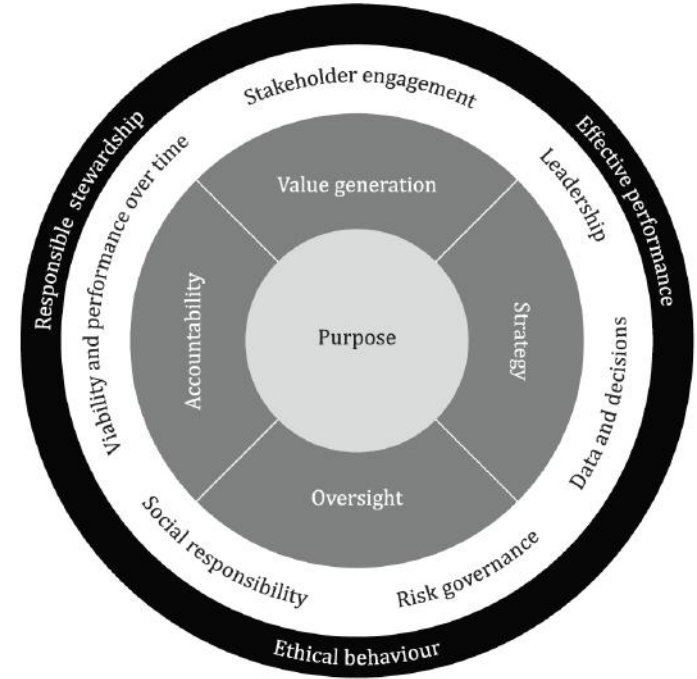 Stakeholder engagement
Leadership
Data and decisions
Risk governance
Social responsibility
Viability and performance over time
Responsible stewardship
Effective performance
Ethical behaviour
Value generation
Strategy
Oversight
Accountability
Purpose